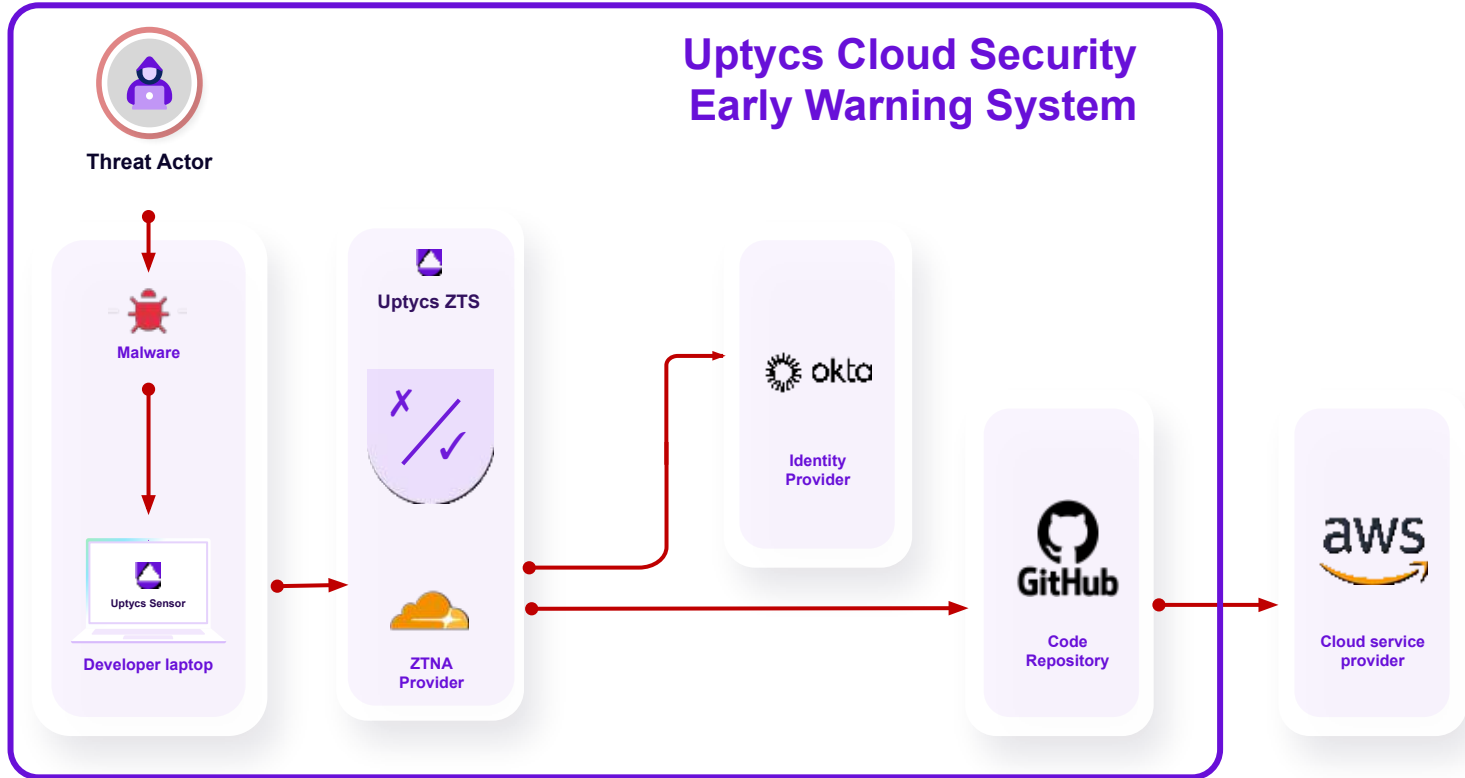 Uptycs Cloud Security
Early Warning System
Threat Actor
Malware
Uptycs Sensor
Developer laptop
Uptycs ZTS
ZTNA
Provider
okta
Identity
Provider
GitHub
Code
Repository
aws
Cloud service
provider